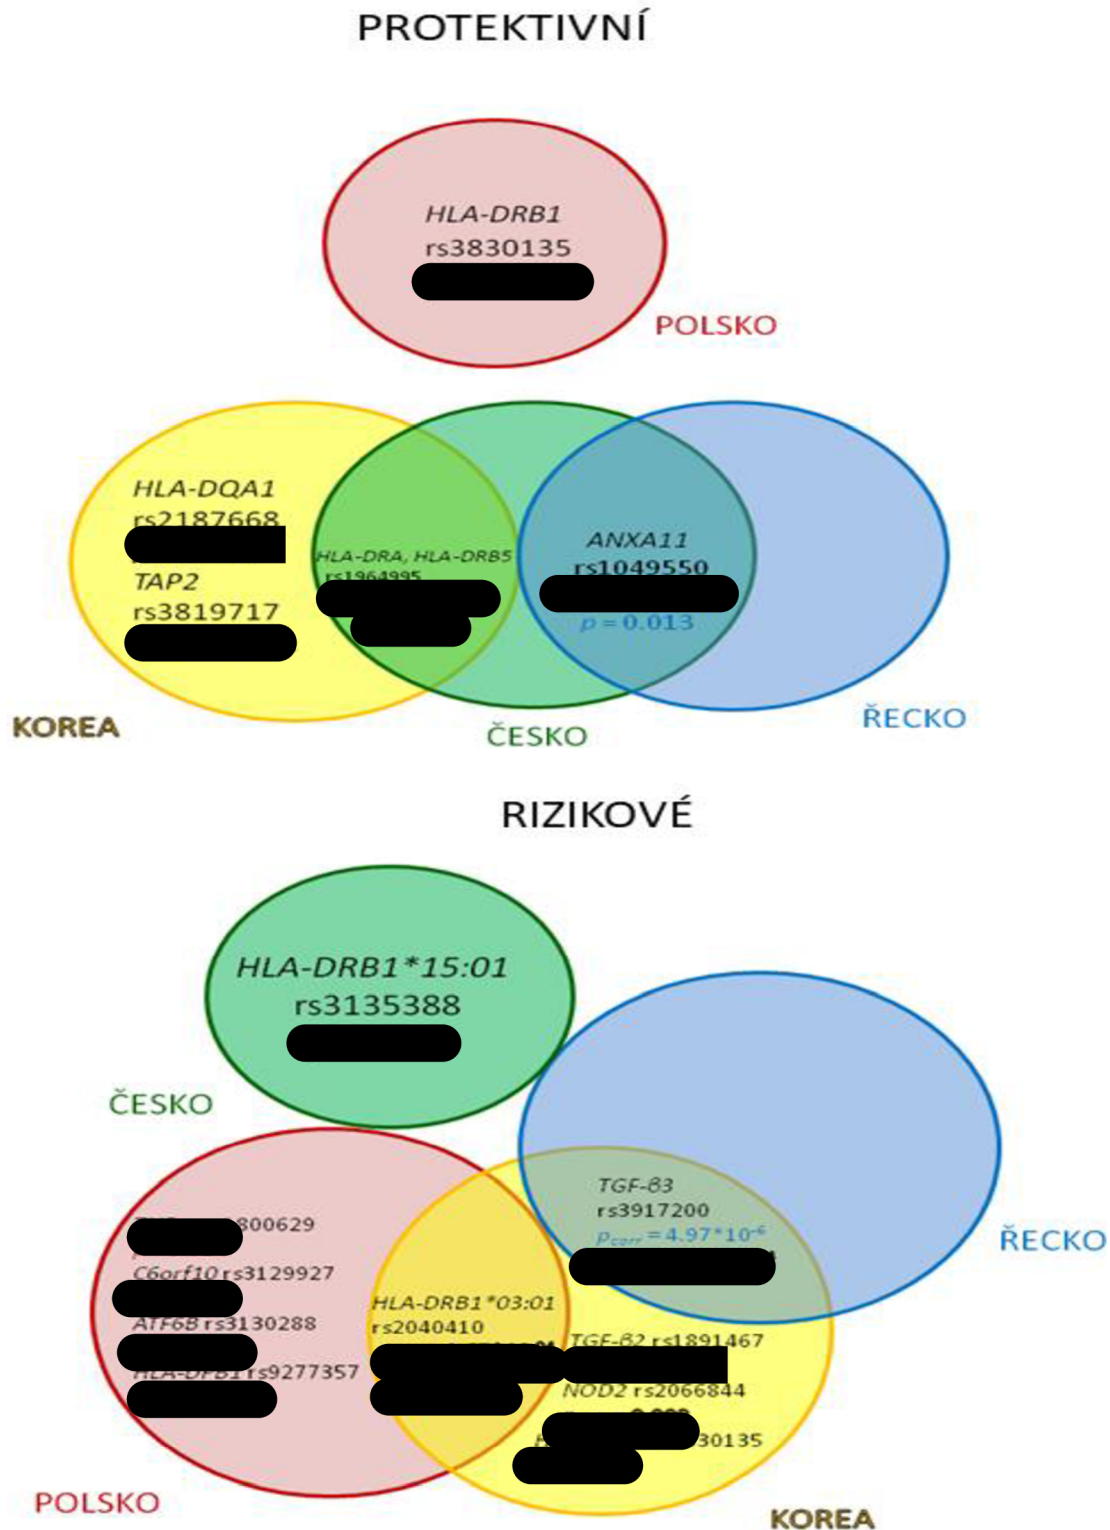 PROTEKTIVNÍ
HLA-DRB1
rs3830135
POLSKO
HLA-DQA1
rs2187668
TAP2
rs3819717
HLA-DRA, HLA-DRB5
rs1964995
ANXA11
rs1049550
p = 0.013
KOREA
ČESKO
ŘECKO
RIZIKOVÉ
HLA-DRB1*15:01
rs3135388
ČESKO
TGF-β3
rs3917200
pcorr = 4.97*10⁻⁶
ŘECKO
C6orf10 rs3129927
ATF6B rs3130288
HLA-DPB1 rs9277357
HLA-DRB1*03:01
rs2040410
TGF-β2 rs1891467
NOD2 rs2066844
POLSKO
KOREA